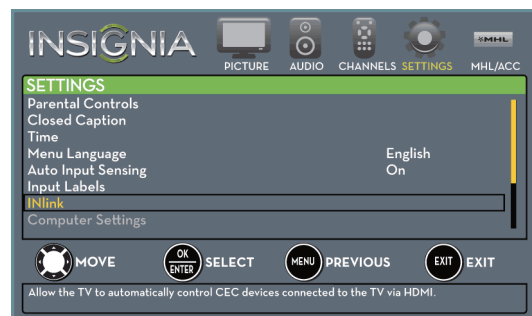 INSIGNIA
PICTURE AUDIO CHANNELS SETTINGS MHL MHL/ACC
SETTINGS
Parental Controls
Closed Caption
Time
Menu Language English
Auto Input Sensing On
Input Labels
INlink
Computer Settings
MOVE OK ENTER SELECT MENU PREVIOUS EXIT EXIT
Allow the TV to automatically control CEC devices connected to the TV via HDMI.